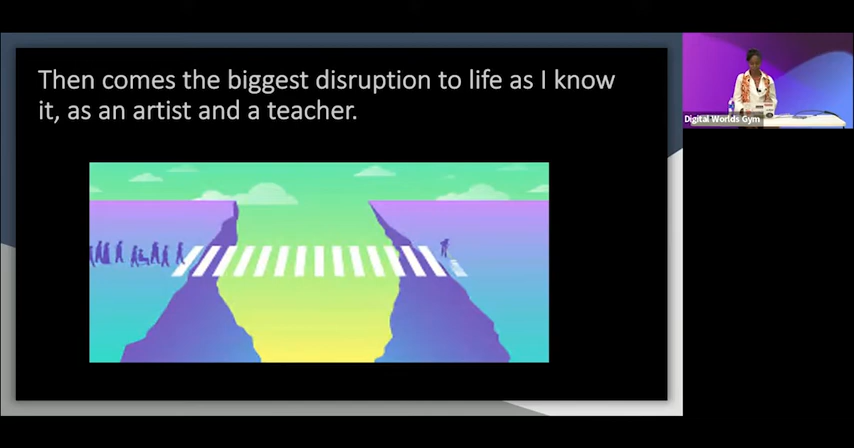 Then comes the biggest disruption to life as I know
it, as an artist and a teacher.
Digital Worlds Gym